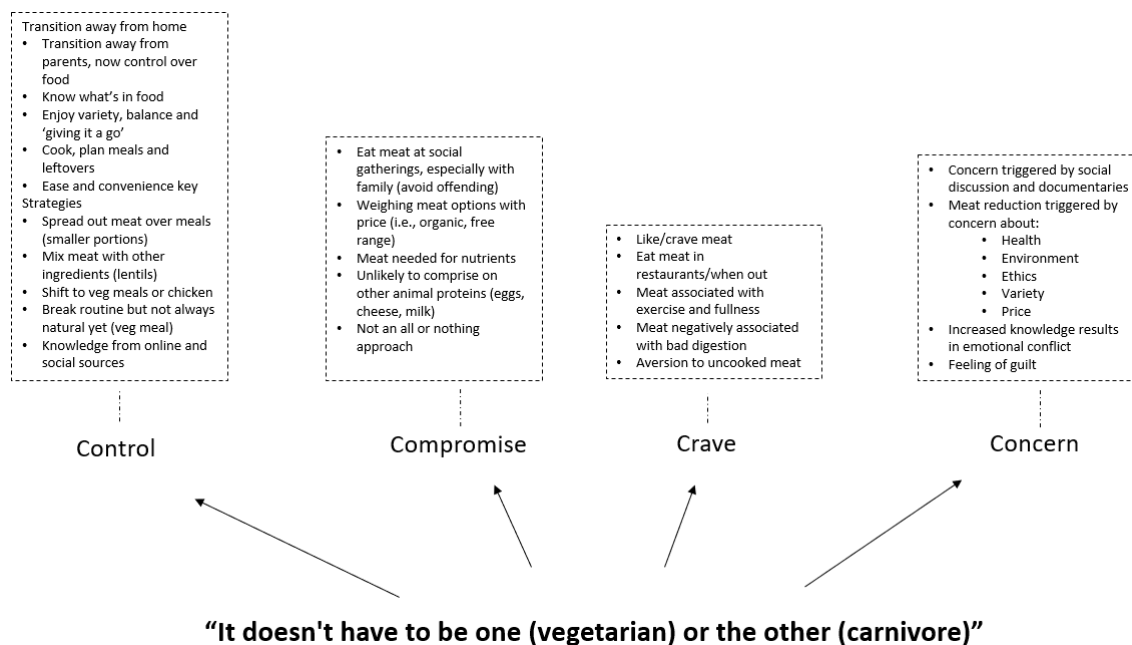 Transition away from home
• Transition away from
parents, now control over
food
• Know what's in food
• Enjoy variety, balance and
‘giving it a go’
• Cook, plan meals and
leftovers
• Ease and convenience key
Strategies
• Spread out meat over meals
(smaller portions)
• Mix meat with other
ingredients (lentils)
• Shift to veg meals or chicken
• Break routine but not always
natural yet (veg meal)
• Knowledge from online and
social sources
Control
• Eat meat at social
gatherings, especially with
family (avoid offending)
• Weighing meat options with
price (i.e., organic, free
range)
• Meat needed for nutrients
• Unlikely to comprise on
other animal proteins (eggs,
cheese, milk)
• Not an all or nothing
approach
Compromise
• Like/crave meat
• Eat meat in
restaurants/when out
• Meat associated with
exercise and fullness
• Meat negatively associated
with bad digestion
• Aversion to uncooked meat
Crave
• Concern triggered by social
discussion and documentaries
• Meat reduction triggered by
concern about:
• Health
• Environment
• Ethics
• Variety
• Price
• Increased knowledge results
in emotional conflict
• Feeling of guilt
Concern
“It doesn't have to be one (vegetarian) or the other (carnivore)”